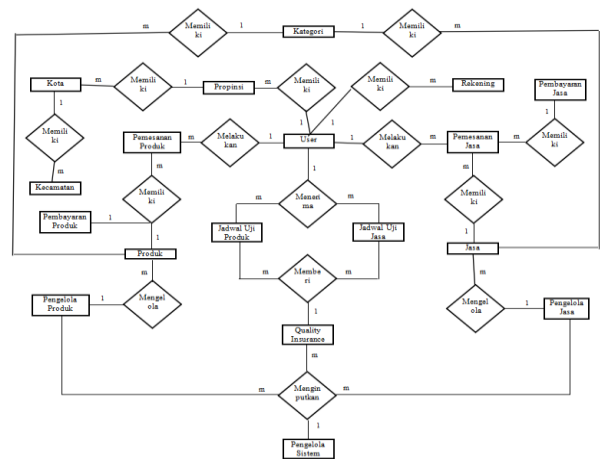 m
Memili
ki
1
Kategori
1
Memili
ki
m
Kota
m
Memili
ki
1
Propinsi
m
Memili
ki
1
Memili
ki
m
Rekening
Pembayaran
Jasa
1
Memili
ki
m
Kecamatan
1
1
Pemesanan
Produk
m
Melaku
kan
1
User
1
Melaku
kan
m
Pemesanan
Jasa
m
Memili
ki
1
m
Memili
ki
1
Meneri
ma
m
Memili
ki
Pembayaran
Produk
1
1
Produk
m
Jadwal Uji
Produk
m
m
Jadwal Uji
Jasa
1
Jasa
m
m
Membe
ri
m
m
Pengelola
Produk
1
Mengel
ola
1
Quality
Insurance
Mengel
ola
1
Pengelola
Jasa
m
m
Mengin
putkan
m
1
Pengelola
Sistem